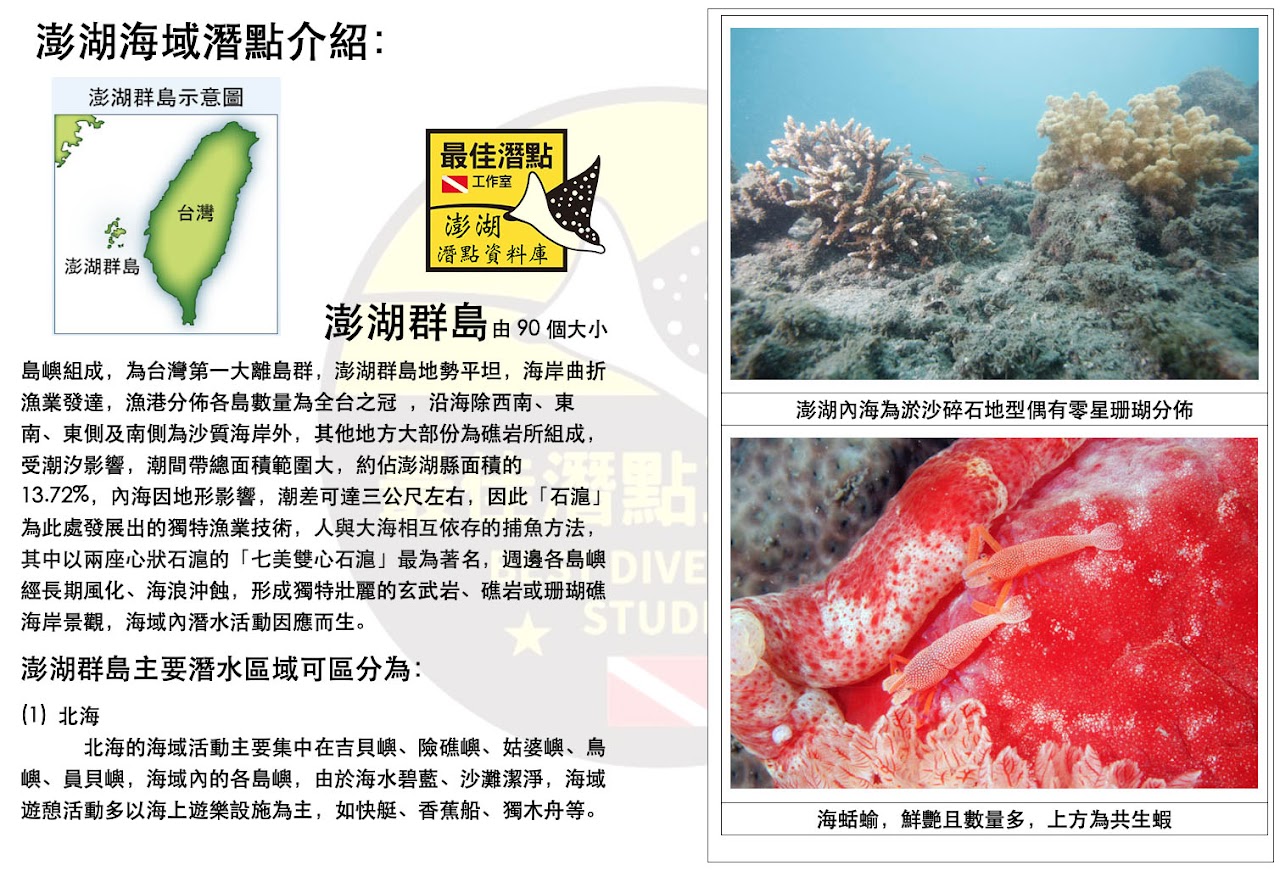 澎湖海域潛點介紹:
澎湖群島示意圖
台灣
澎湖群島
最佳潛點
工作室
澎湖
潛點資料庫
澎湖群島由 90 個大小
島嶼組成，為台灣第一大離島群，澎湖群島地勢平坦，海岸曲折
漁業發達，漁港分佈各島數量為全台之冠 ，沿海除西南、東
南、東側及南側為沙質海岸外，其他地方大部份為礁岩所組成，
受潮汐影響，潮間帶總面積範圍大，約佔澎湖縣面積的
13.72%，內海因地形影響，潮差可達三公尺左右，因此「石滬」
為此處發展出的獨特漁業技術，人與大海相互依存的捕魚方法，
其中以兩座心狀石滬的「七美雙心石滬」最為著名，週邊各島嶼
經長期風化、海浪沖蝕，形成獨特壯麗的玄武岩、礁岩或珊瑚礁
海岸景觀，海域內潛水活動因應而生。
澎湖群島主要潛水區域可區分為:
(1) 北海
北海的海域活動主要集中在吉貝嶼、險礁嶼、姑婆嶼、鳥
嶼、員貝嶼，海域內的各島嶼，由於海水碧藍、沙灘潔淨，海域
遊憩活動多以海上遊樂設施為主，如快艇、香蕉船、獨木舟等。
最佳潛點
BEST DIVE
STUD
澎湖內海為淤沙碎石地型偶有零星珊瑚分佈
海蛞蝓，鮮艷且數量多，上方為共生蝦